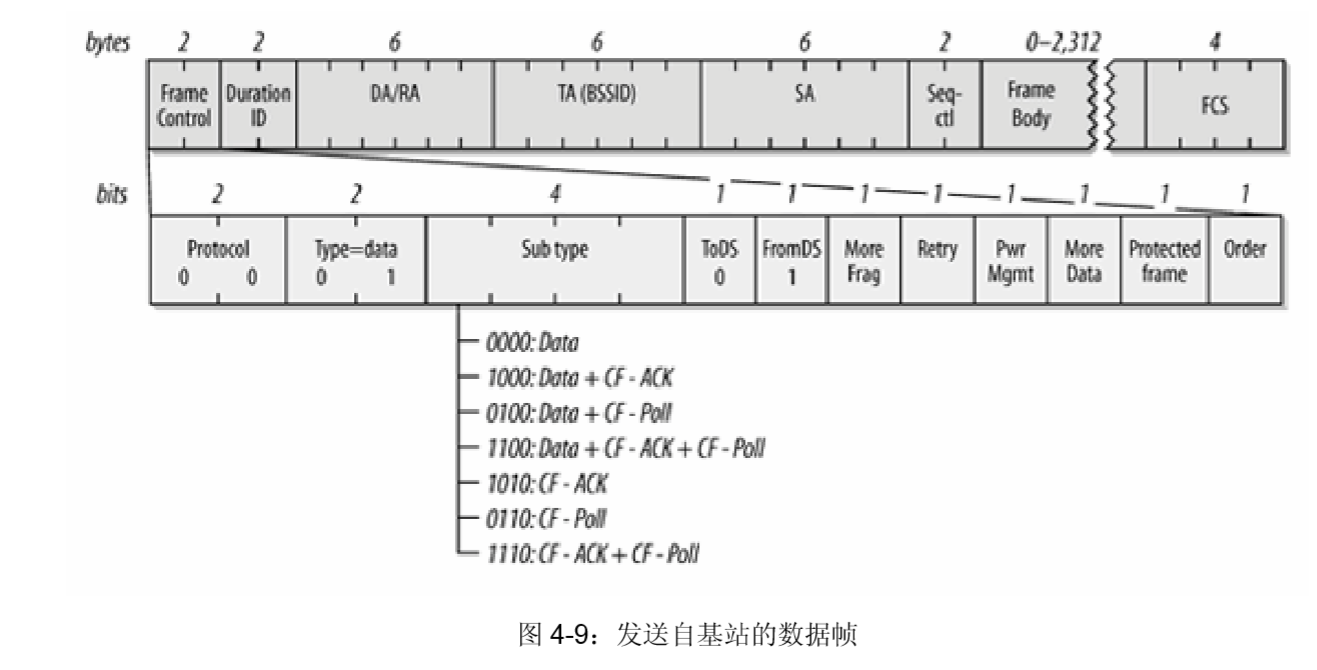 bytes 2 2 6 6 6 2 0–2,312 4
Frame Control Duration ID DA/RA TA (BSSID) SA Seq-ctl Frame Body FCS
bits 2 2 4 1 1 1 1 1 1 1 1
Protocol Type=data Sub type ToDS FromDS More Frag Retry Pwr Mgmt More Data Protected frame Order
0 0 0 1 0 1
0000: Data
1000: Data + CF - ACK
0100: Data + CF - Poll
1100: Data + CF - ACK + CF - Poll
1010: CF - ACK
0110: CF - Poll
1110: CF - ACK + CF - Poll
图 4-9：发送自基站的数据帧